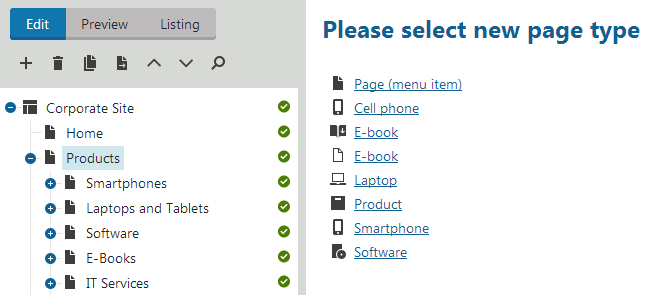 Edit Preview Listing
Corporate Site
Home
Products
Smartphones
Laptops and Tablets
Software
E-Books
IT Services
Please select new page type
Page (menu item)
Cell phone
E-book
E-book
Laptop
Product
Smartphone
Software